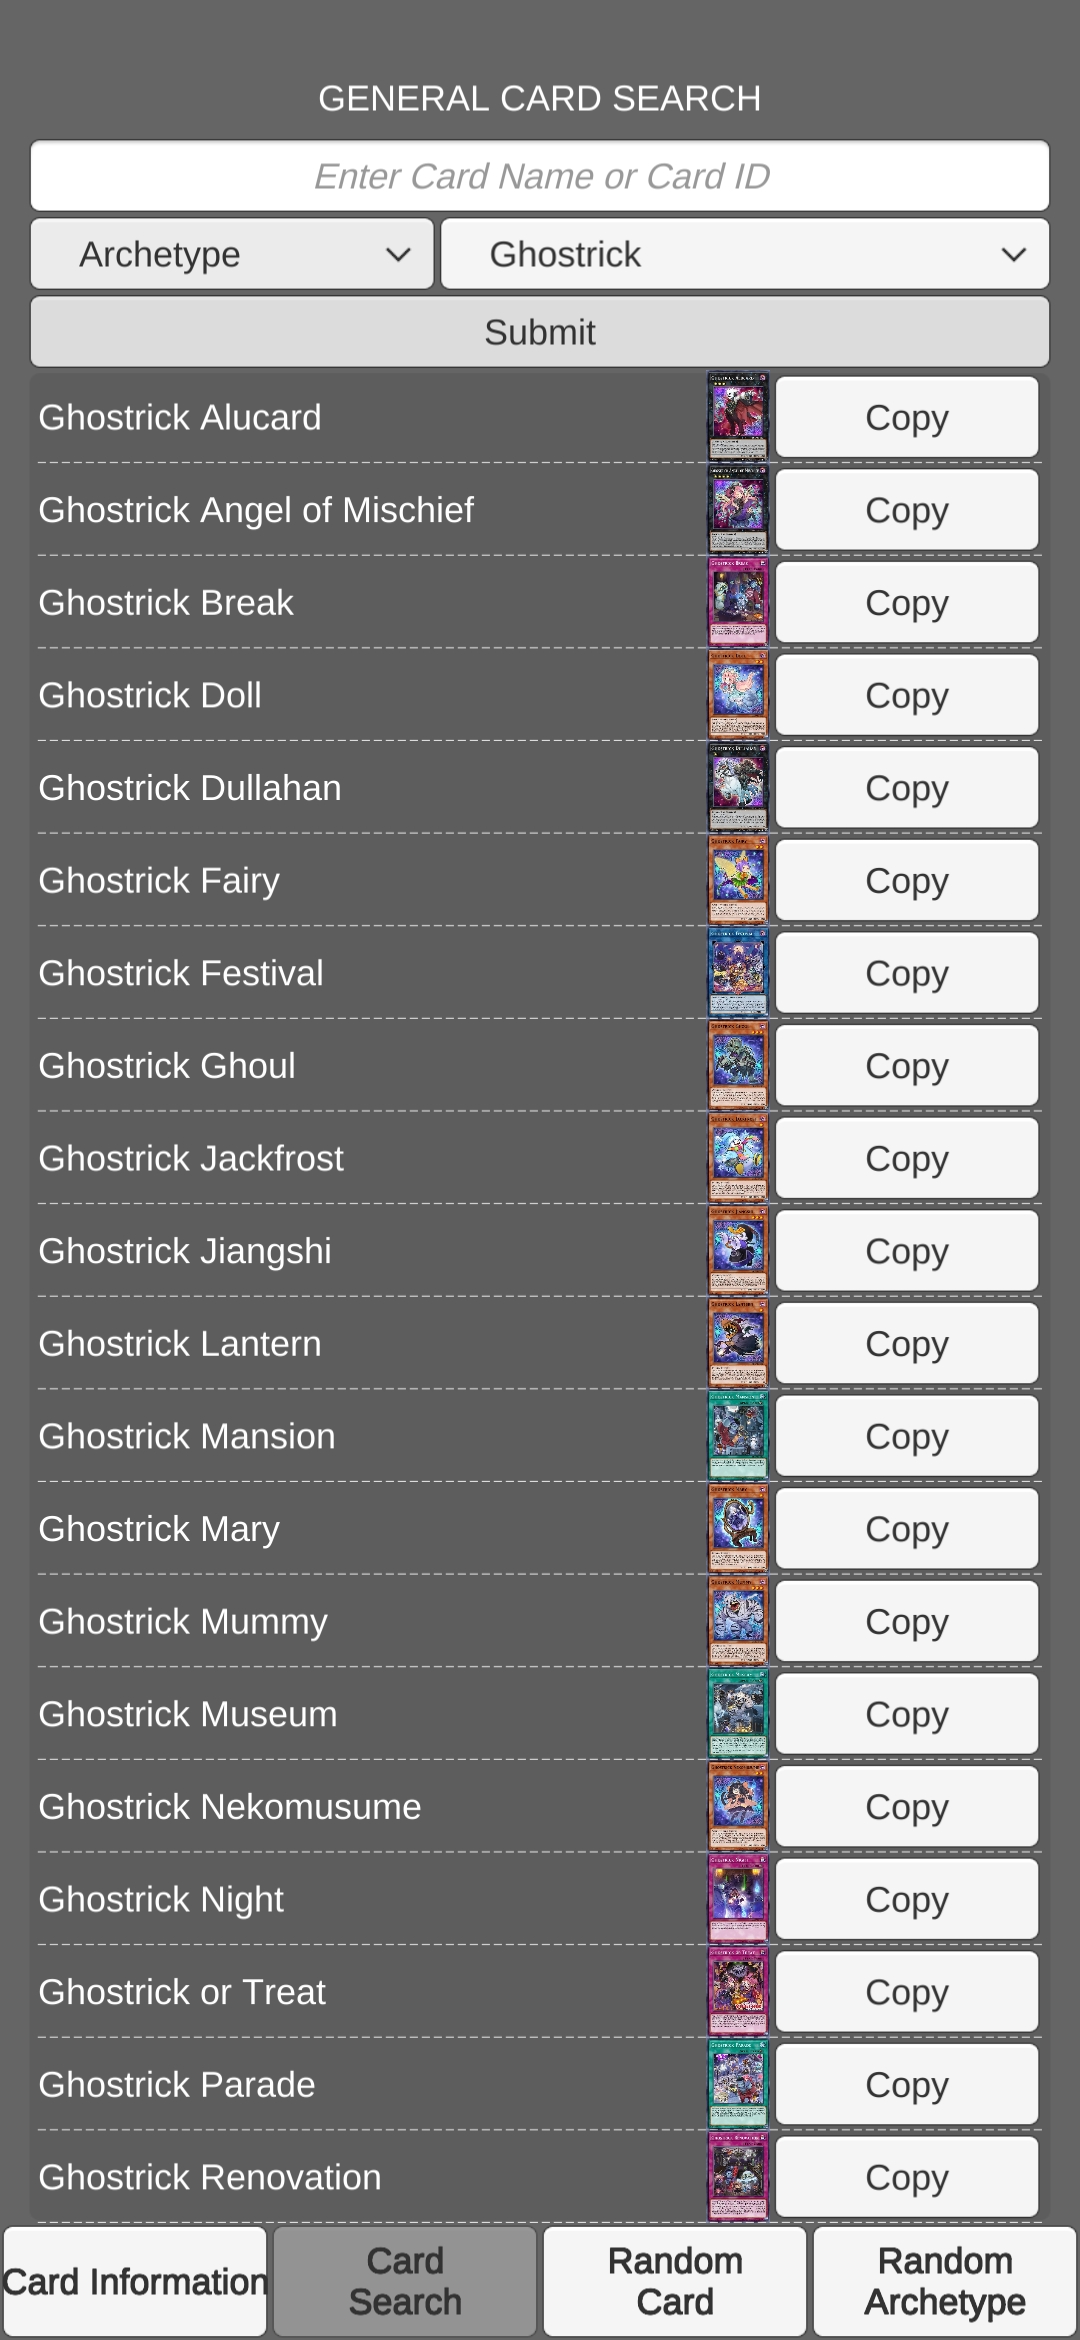 GENERAL CARD SEARCH
Enter Card Name or Card ID
Archetype Ghostrick
Submit
Ghostrick Alucard Copy
Ghostrick Angel of Mischief Copy
Ghostrick Break Copy
Ghostrick Doll Copy
Ghostrick Dullahan Copy
Ghostrick Fairy Copy
Ghostrick Festival Copy
Ghostrick Ghoul Copy
Ghostrick Jackfrost Copy
Ghostrick Jiangshi Copy
Ghostrick Lantern Copy
Ghostrick Mansion Copy
Ghostrick Mary Copy
Ghostrick Mummy Copy
Ghostrick Museum Copy
Ghostrick Nekomusume Copy
Ghostrick Night Copy
Ghostrick or Treat Copy
Ghostrick Parade Copy
Ghostrick Renovation Copy
Card Information
Card
Search
Random
Card
Random
Archetype